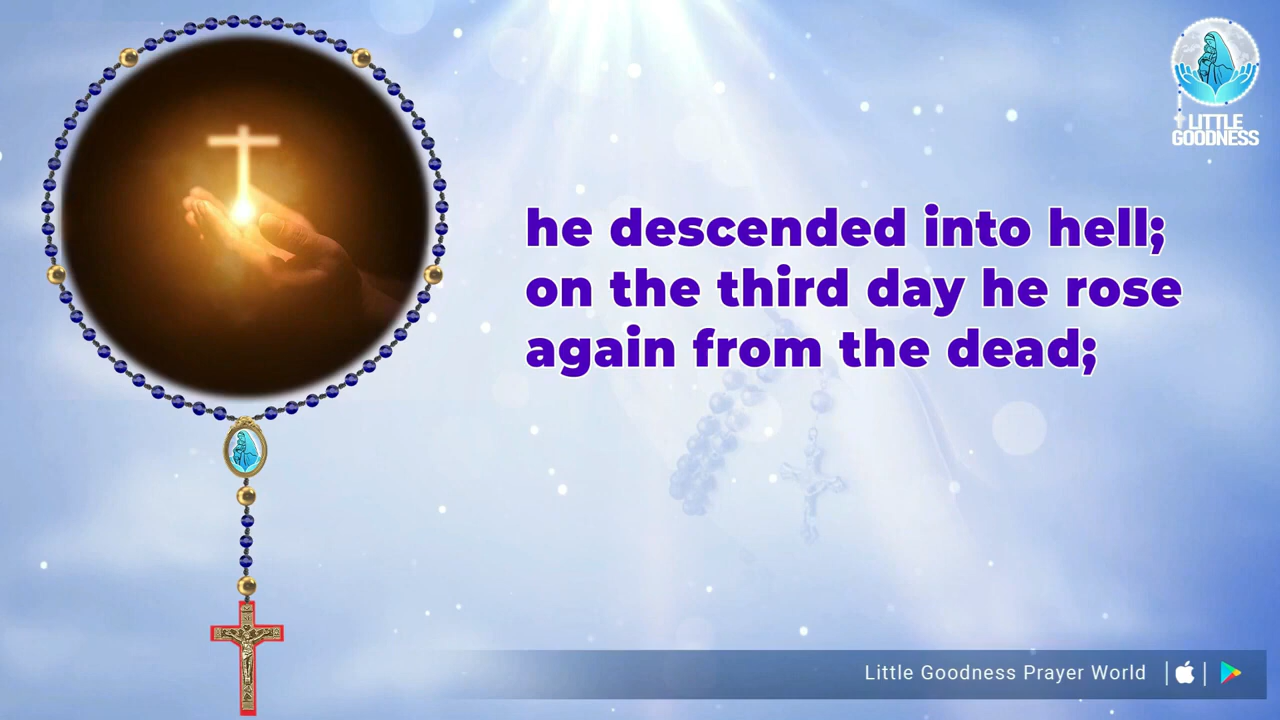 LITTLE
GOODNESS
he descended into hell;
on the third day he rose
again from the dead;
Little Goodness Prayer World